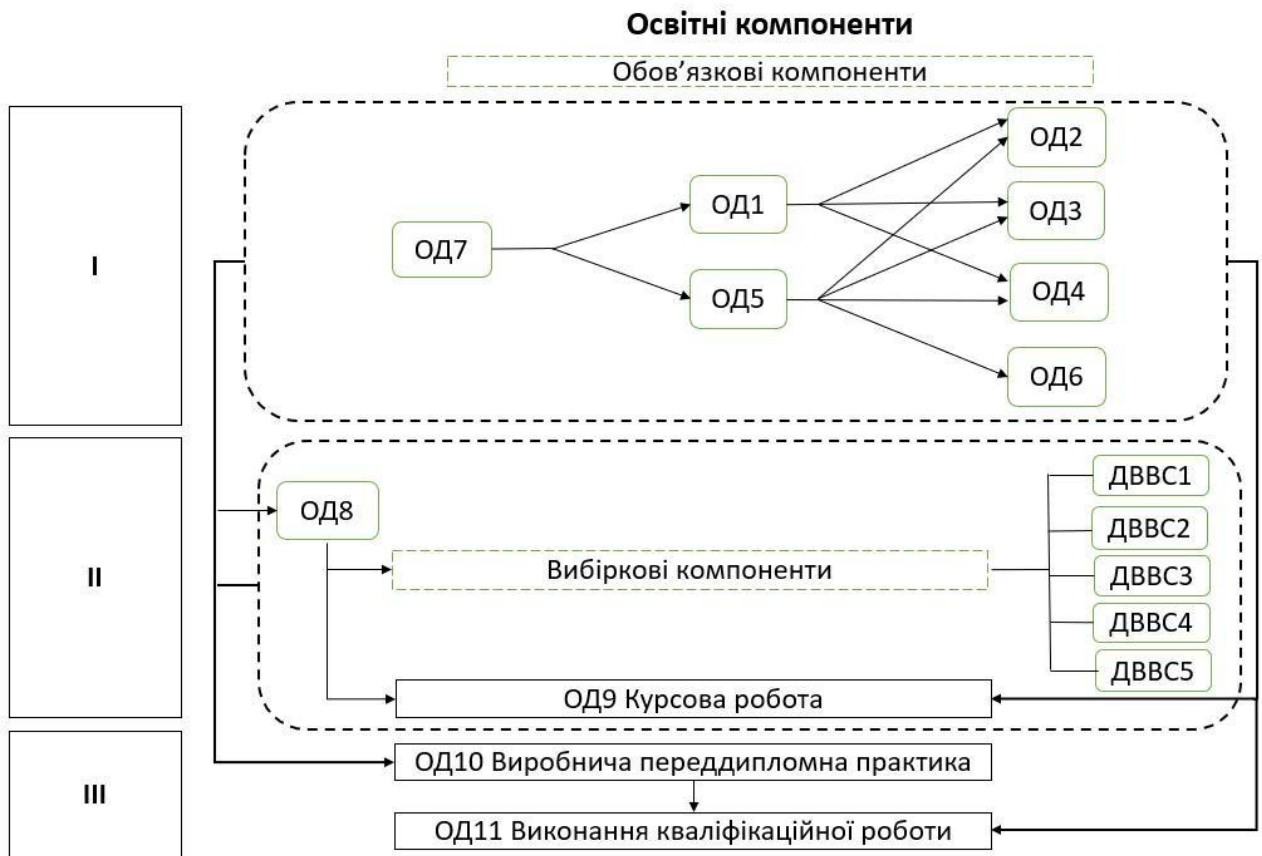 Освітні компоненти
Обов’язкові компоненти
I
ОД7
ОД1
ОД5
ОД2
ОД3
ОД4
ОД6
II
ОД8
Вибіркові компоненти
ДВВС1
ДВВС2
ДВВС3
ДВВС4
ДВВС5
ОД9 Курсова робота
III
ОД10 Виробнича переддипломна практика
ОД11 Виконання кваліфікаційної роботи